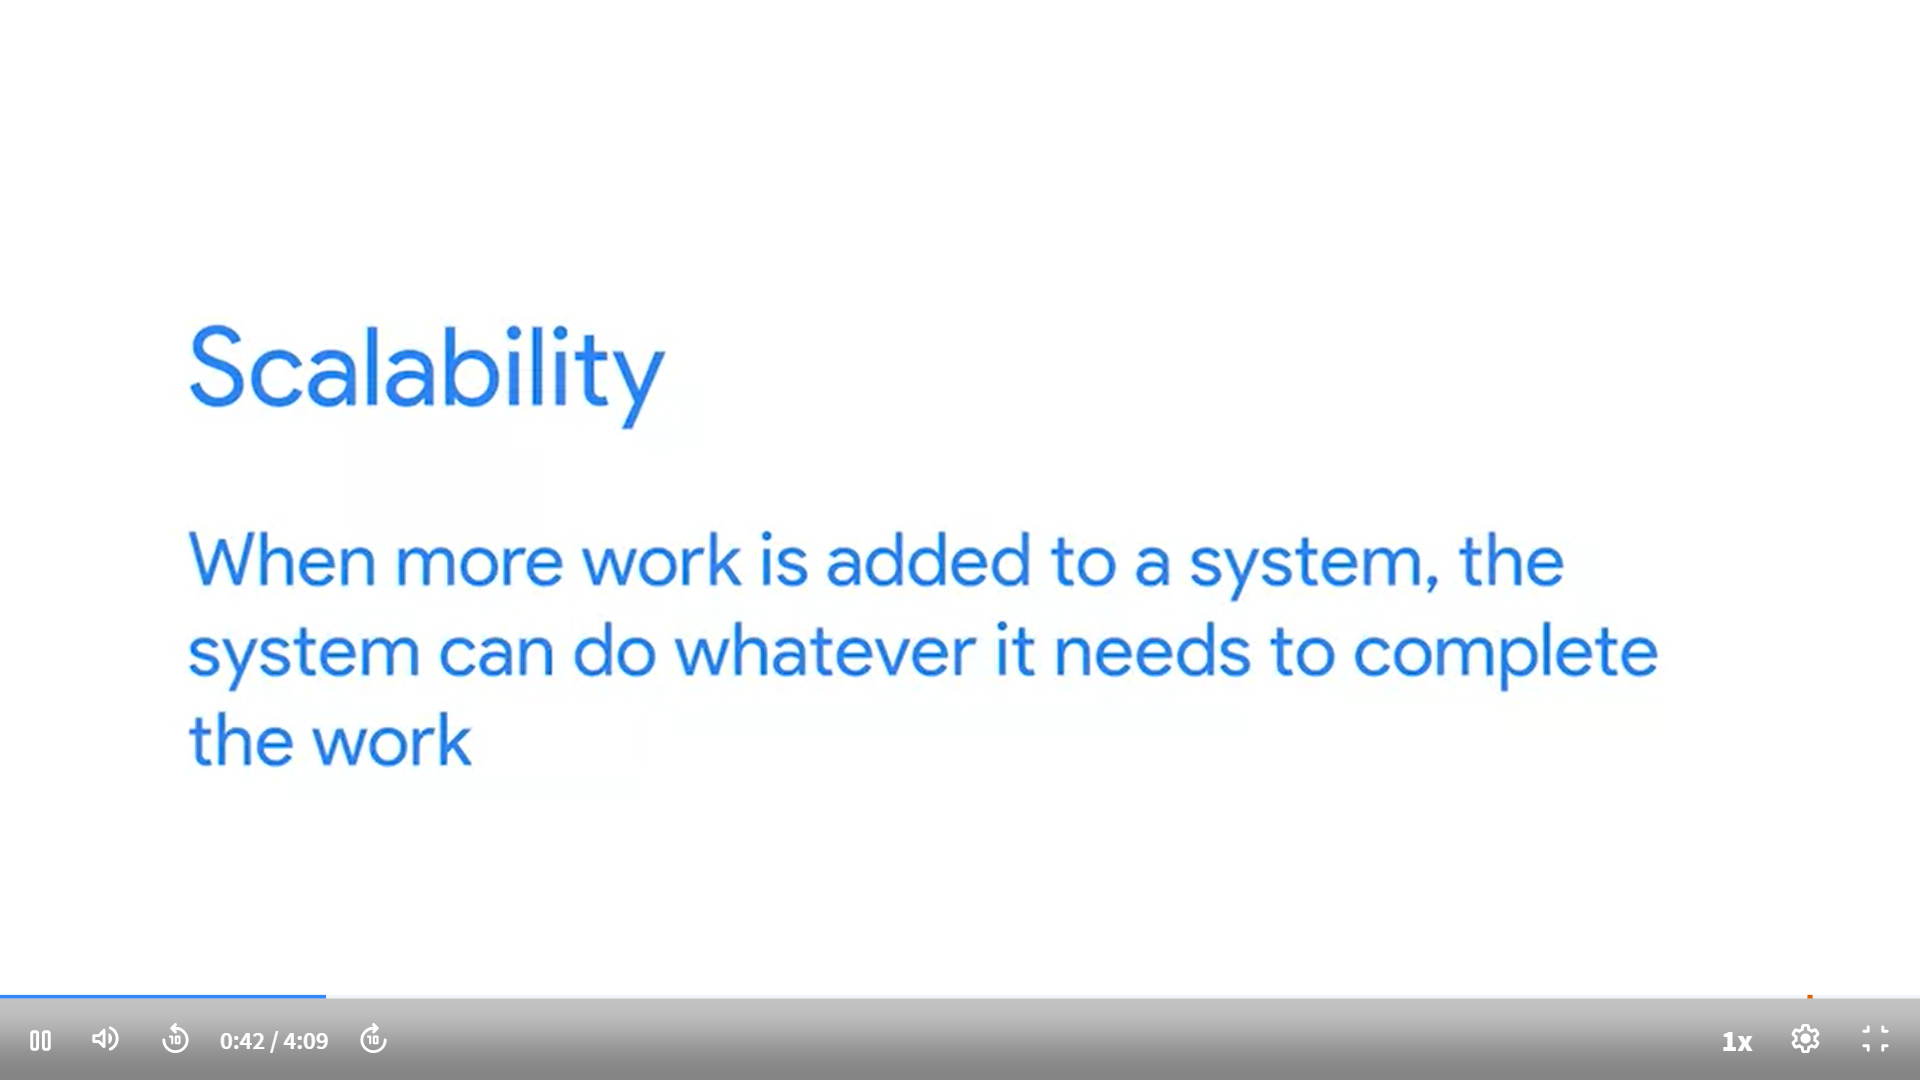 Scalability
When more work is added to a system, the
system can do whatever it needs to complete
the work
10
0:42 / 4:09
10
1x